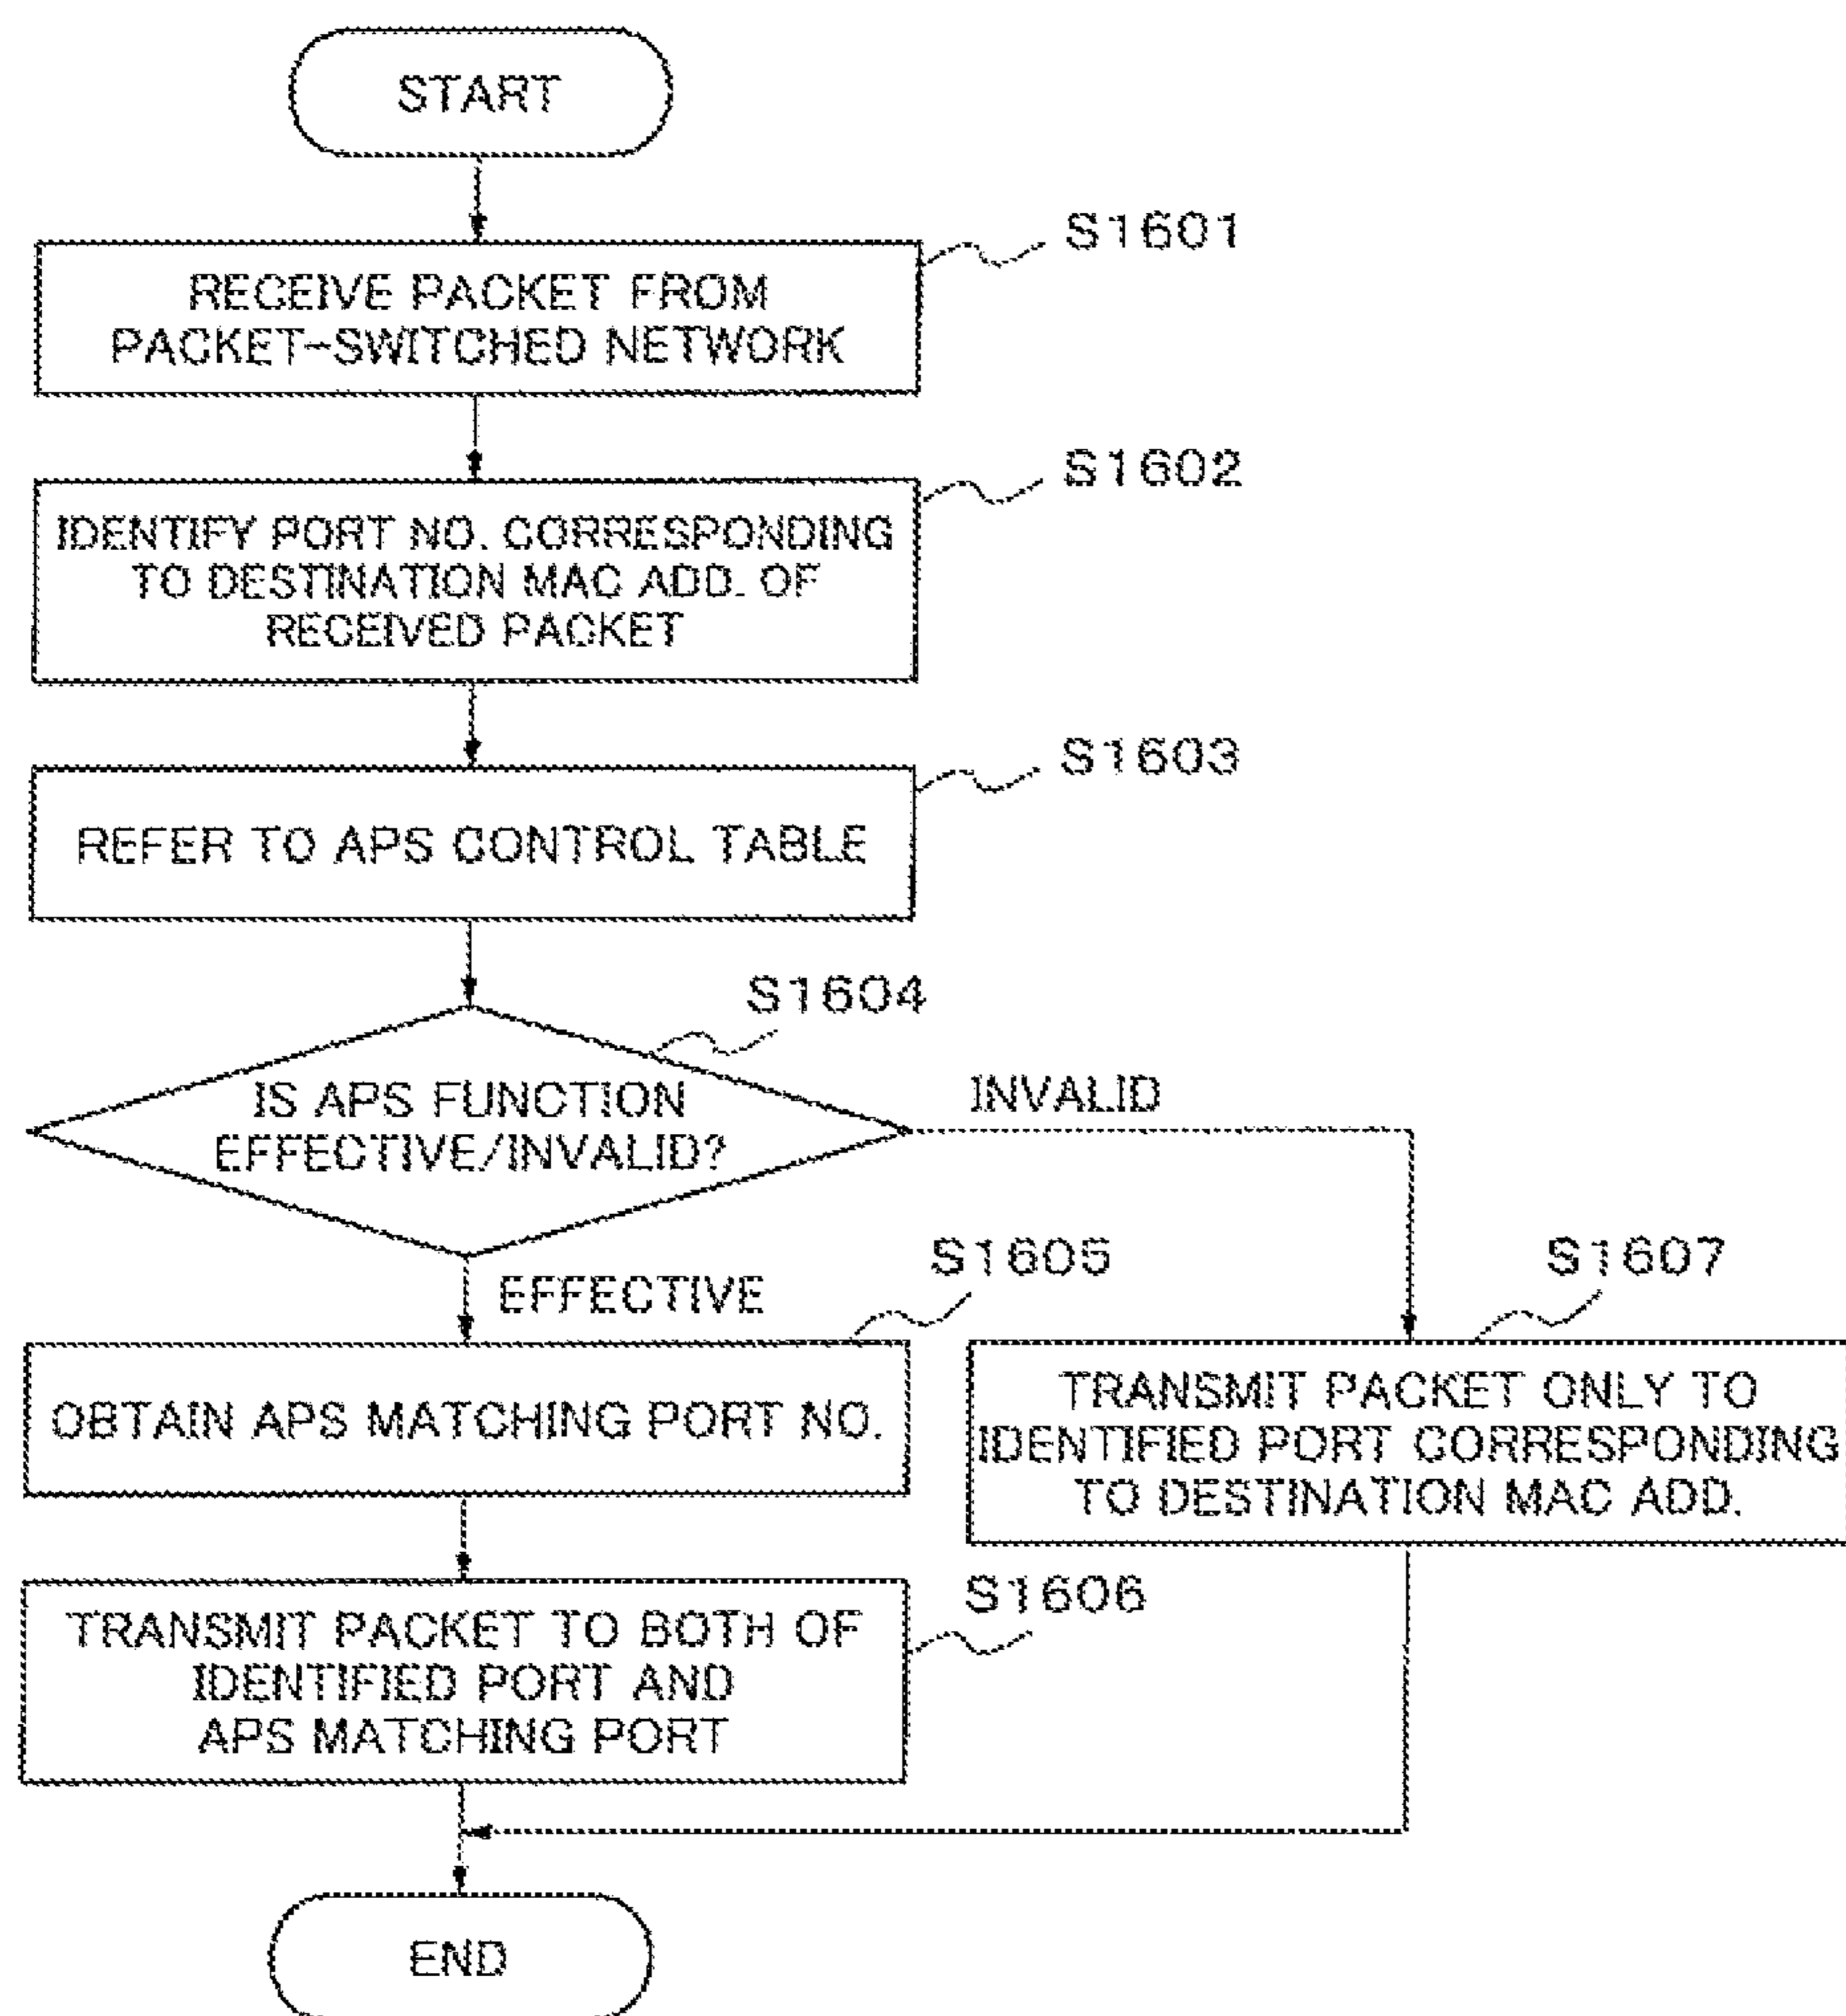 START
S1601
RECEIVE PACKET FROM
PACKET-SWITCHED NETWORK
S1602
IDENTIFY PORT NO. CORRESPONDING
TO DESTINATION MAC ADD. OF
RECEIVED PACKET
S1603
REFER TO APS CONTROL TABLE
S1604
IS APS FUNCTION
EFFECTIVE/INVALID?
INVALID
EFFECTIVE
S1605
OBTAIN APS MATCHING PORT NO.
S1607
TRANSMIT PACKET ONLY TO
IDENTIFIED PORT CORRESPONDING
TO DESTINATION MAC ADD.
S1606
TRANSMIT PACKET TO BOTH OF
IDENTIFIED PORT AND
APS MATCHING PORT
END